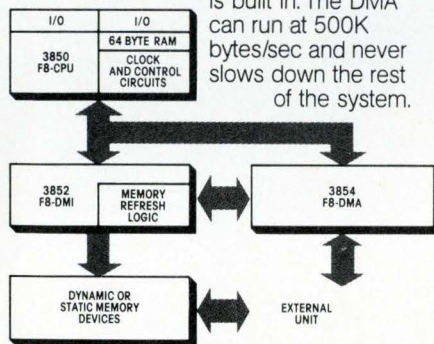 is built in. The DMA
can run at 500K
bytes/sec and never
slows down the rest
of the system.
I/O
I/O
3850
F8-CPU
64 BYTE RAM
CLOCK
AND CONTROL
CIRCUITS
3852
F8-DMI
MEMORY
REFRESH
LOGIC
3854
F8-DMA
DYNAMIC OR
STATIC MEMORY
DEVICES
EXTERNAL
UNIT